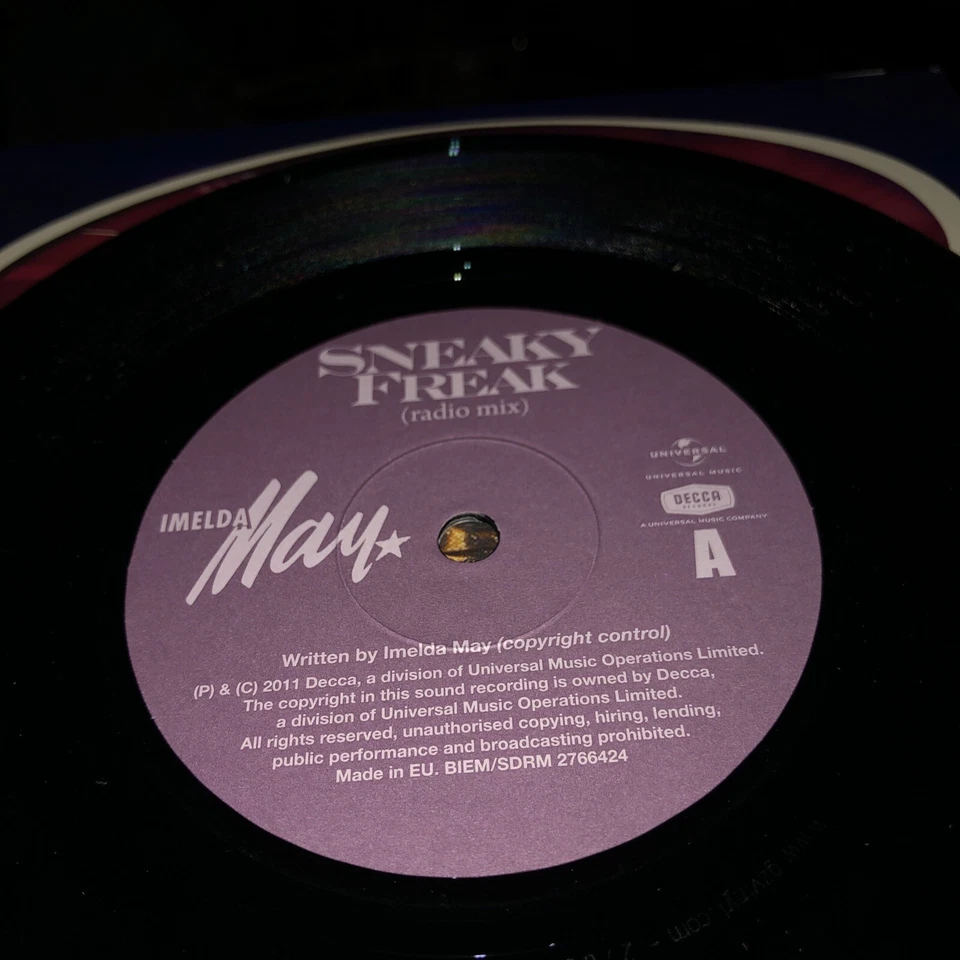 SNEAKY
FREAK
(radio mix)
IMELDA May
UNIVERSAL
UNIVERSAL MUSIC
DECCA
RECORDS
A UNIVERSAL MUSIC COMPANY
A
Written by Imelda May (copyright control)
(P) & (C) 2011 Decca, a division of Universal Music Operations Limited.
The copyright in this sound recording is owned by Decca,
a division of Universal Music Operations Limited.
All rights reserved, unauthorised copying, hiring, lending,
public performance and broadcasting prohibited.
Made in EU. BIEM/SDRM 2766424